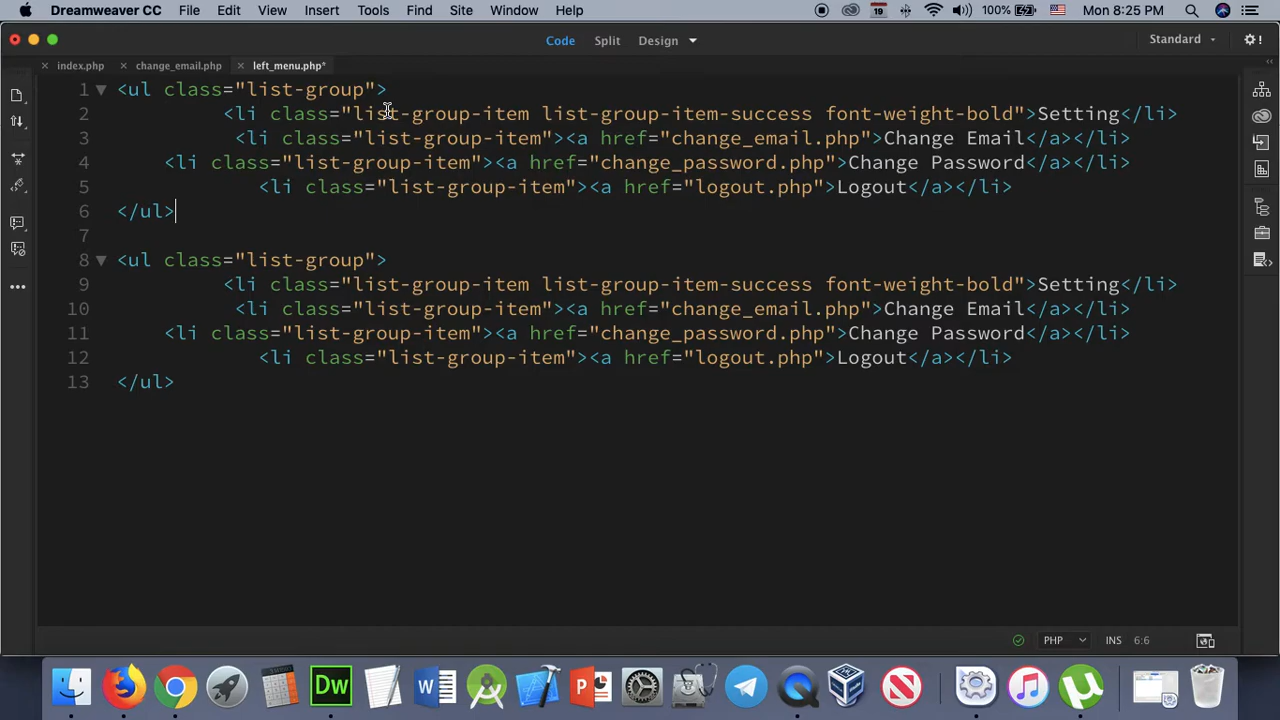 Dreamweaver CC File Edit View Insert Tools Find Site Window Help 19 100% Mon 8:25 PM
Code Split Design Standard
index.php change_email.php left_menu.php*
1 <ul class="list-group">
2 <li class="list-group-item list-group-item-success font-weight-bold">Setting</li>
3 <li class="list-group-item"><a href="change_email.php">Change Email</a></li>
4 <li class="list-group-item"><a href="change_password.php">Change Password</a></li>
5 <li class="list-group-item"><a href="logout.php">Logout</a></li>
6 </ul>
7
8 <ul class="list-group">
9 <li class="list-group-item list-group-item-success font-weight-bold">Setting</li>
10 <li class="list-group-item"><a href="change_email.php">Change Email</a></li>
11 <li class="list-group-item"><a href="change_password.php">Change Password</a></li>
12 <li class="list-group-item"><a href="logout.php">Logout</a></li>
13 </ul>
PHP INS 6:6
Dw W P